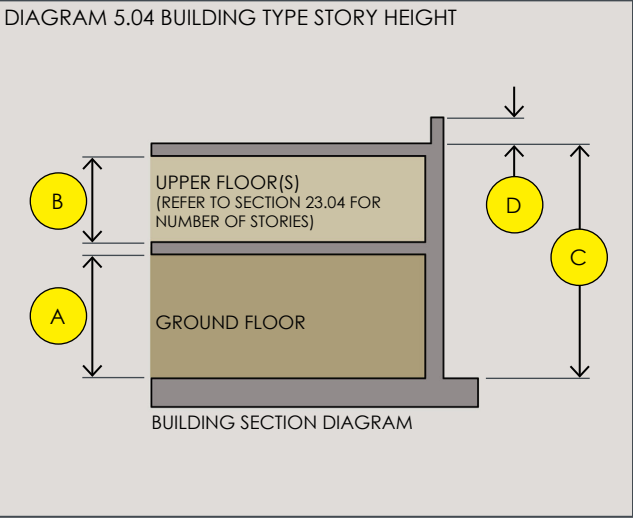 DIAGRAM 5.04 BUILDING TYPE STORY HEIGHT
B
UPPER FLOOR(S)
(REFER TO SECTION 23.04 FOR
NUMBER OF STORIES)
D
C
A
GROUND FLOOR
BUILDING SECTION DIAGRAM